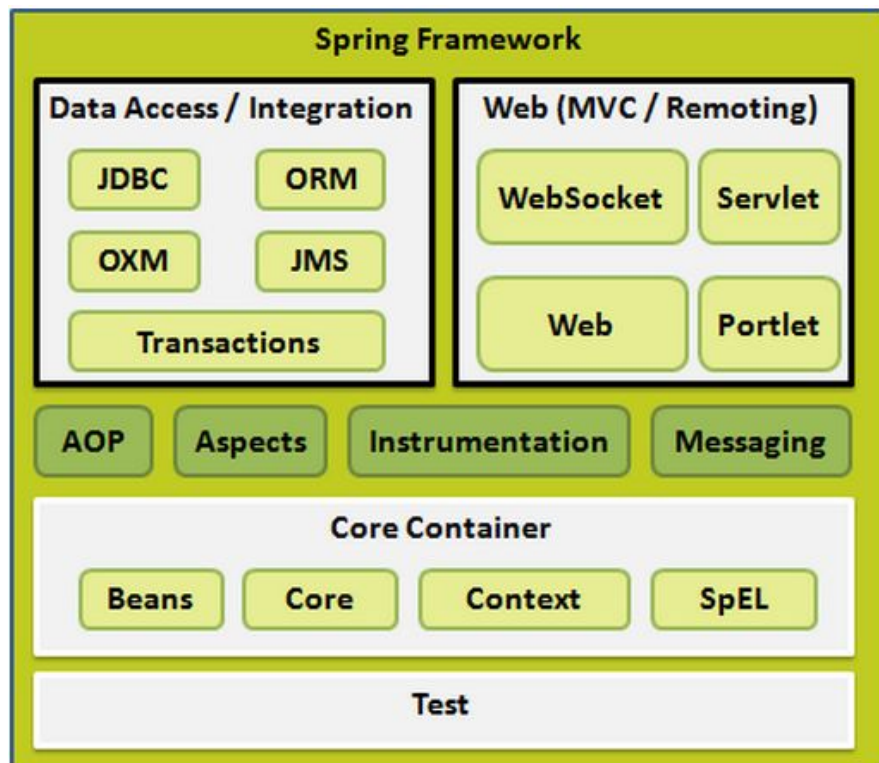 Spring Framework
Data Access / Integration
JDBC
ORM
OXM
JMS
Transactions
Web (MVC / Remoting)
WebSocket
Servlet
Web
Portlet
AOP
Aspects
Instrumentation
Messaging
Core Container
Beans
Core
Context
SpEL
Test